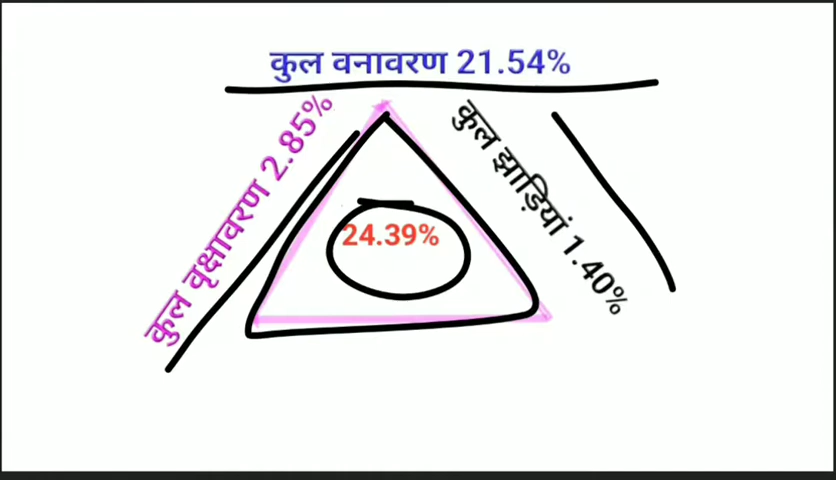 कुल वनावरण 21.54%
कुल वृक्षावरण 2.85%
कुल झाड़ियां 1.40%
24.39%